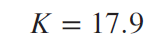 K = 17.9